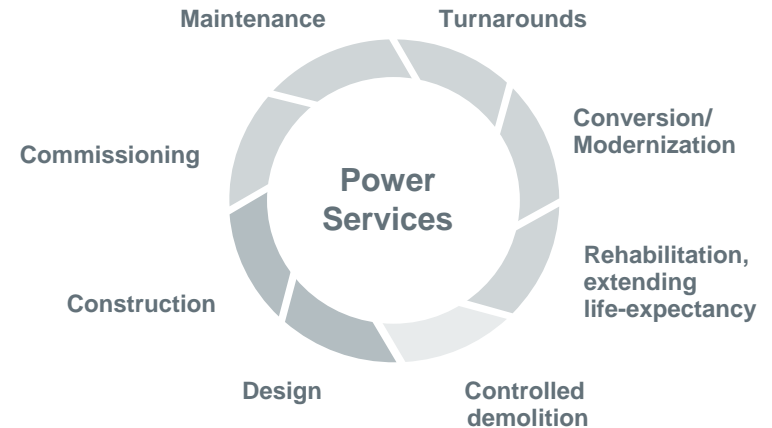 Maintenance
Turnarounds
Conversion/
Modernization
Commissioning
Power
Services
Rehabilitation,
extending
life-expectancy
Construction
Design
Controlled
demolition